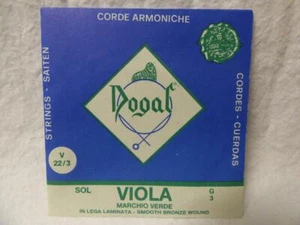 CORDE ARMONICHE
STRINGS - SAITEN
CORDES - CUERDAS
Dogal
V
22/3
SOL
VIOLA
G
3
MARCHIO VERDE
IN LEGA LAMINATA - SMOOTH BRONZE WOUND